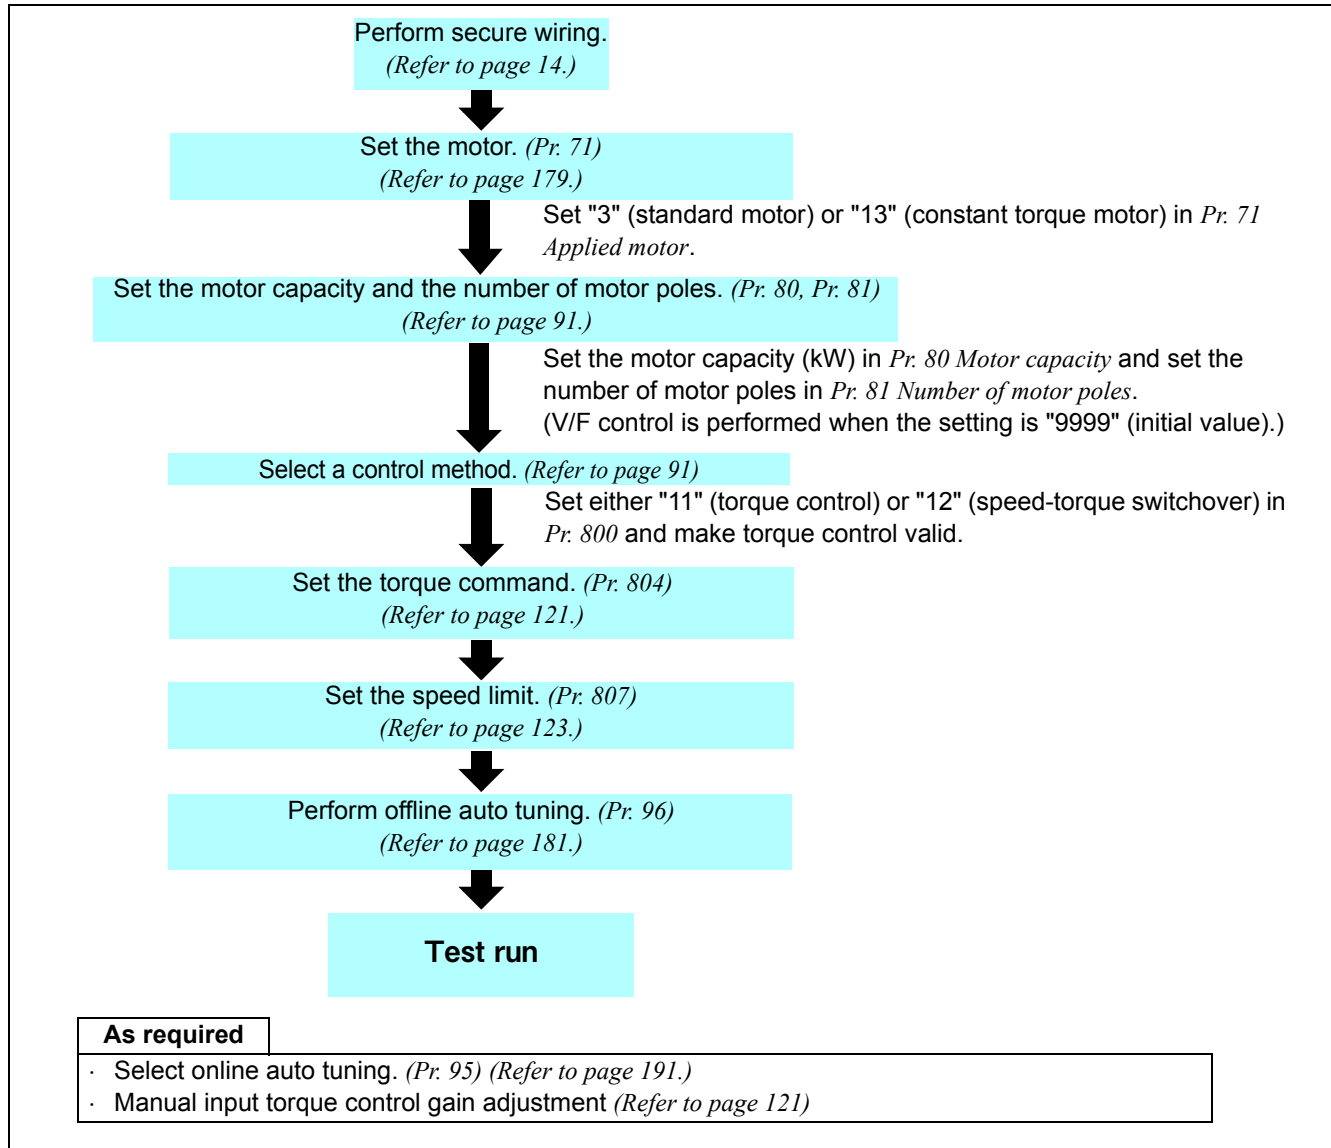 Perform secure wiring.
(Refer to page 14.)
Set the motor. (Pr. 71)
(Refer to page 179.)
Set "3" (standard motor) or "13" (constant torque motor) in Pr. 71
Applied motor.
Set the motor capacity and the number of motor poles. (Pr. 80, Pr. 81)
(Refer to page 91.)
Set the motor capacity (kW) in Pr. 80 Motor capacity and set the
number of motor poles in Pr. 81 Number of motor poles.
(V/F control is performed when the setting is "9999" (initial value).)
Select a control method. (Refer to page 91)
Set either "11" (torque control) or "12" (speed-torque switchover) in
Pr. 800 and make torque control valid.
Set the torque command. (Pr. 804)
(Refer to page 121.)
Set the speed limit. (Pr. 807)
(Refer to page 123.)
Perform offline auto tuning. (Pr. 96)
(Refer to page 181.)
Test run
As required
· Select online auto tuning. (Pr. 95) (Refer to page 191.)
· Manual input torque control gain adjustment (Refer to page 121)